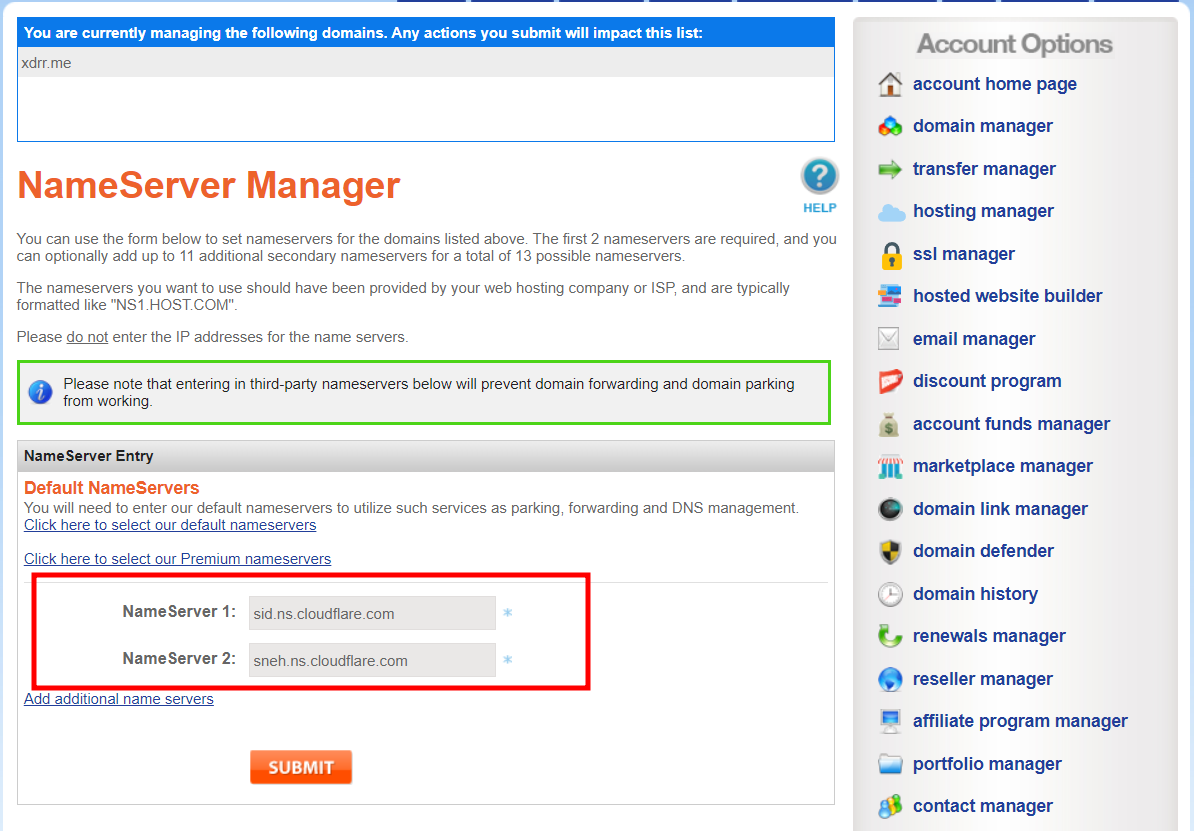 You are currently managing the following domains. Any actions you submit will impact this list:
xdrr.me
NameServer Manager
HELP
You can use the form below to set nameservers for the domains listed above. The first 2 nameservers are required, and you
can optionally add up to 11 additional secondary nameservers for a total of 13 possible nameservers.
The nameservers you want to use should have been provided by your web hosting company or ISP, and are typically
formatted like "NS1.HOST.COM".
Please do not enter the IP addresses for the name servers.
Please note that entering in third-party nameservers below will prevent domain forwarding and domain parking
from working.
NameServer Entry
Default NameServers
You will need to enter our default nameservers to utilize such services as parking, forwarding and DNS management.
Click here to select our default nameservers
Click here to select our Premium nameservers
NameServer 1: sid.ns.cloudflare.com *
NameServer 2: sneh.ns.cloudflare.com *
Add additional name servers
SUBMIT
Account Options
account home page
domain manager
transfer manager
hosting manager
ssl manager
hosted website builder
email manager
discount program
account funds manager
marketplace manager
domain link manager
domain defender
domain history
renewals manager
reseller manager
affiliate program manager
portfolio manager
contact manager